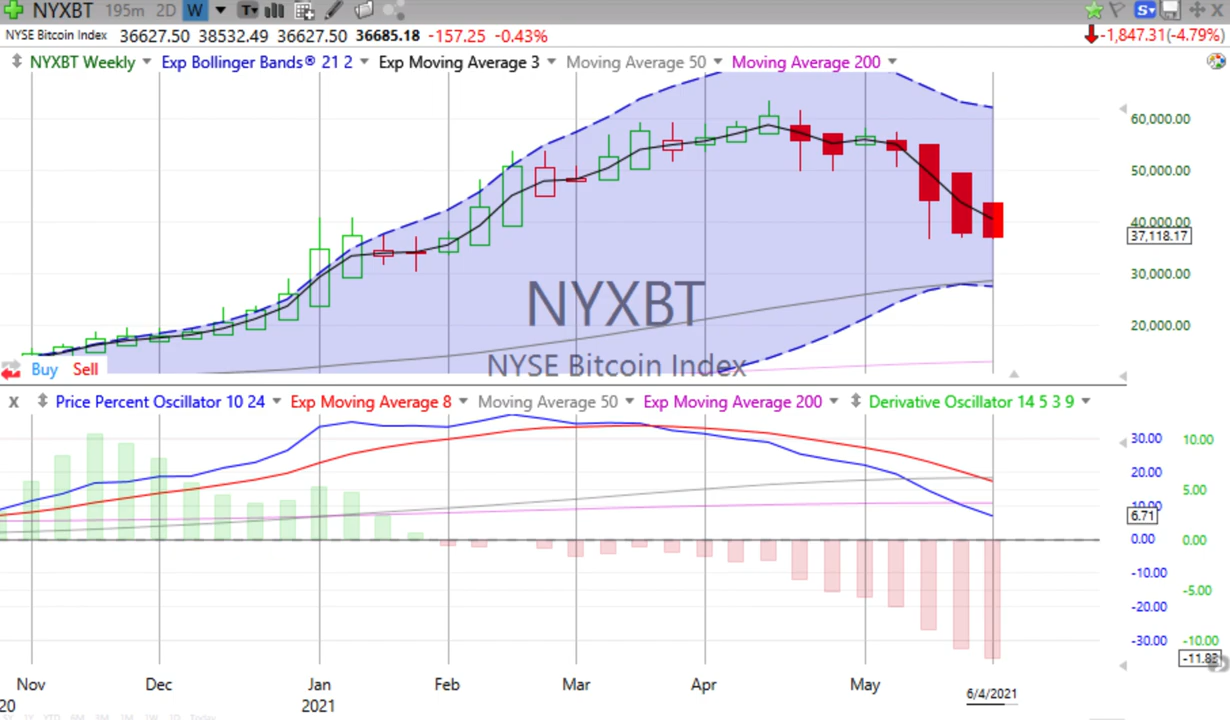 NYXBT 195m 2D W T S
NYSE Bitcoin Index 36627.50 38532.49 36627.50 36685.18 -157.25 -0.43% -1,847.31(-4.79%)
NYXBT Weekly Exp Bollinger Bands® 21 2 Exp Moving Average 3 Moving Average 50 Moving Average 200
60,000.00
50,000.00
40,000.00
37,118.17
30,000.00
NYXBT
20,000.00
NYSE Bitcoin Index
Buy Sell
X Price Percent Oscillator 10 24 Exp Moving Average 8 Moving Average 50 Exp Moving Average 200 Derivative Oscillator 14 5 3 9
30.00 10.00
20.00 5.00
10.00
6.71
0.00 0.00
-10.00 -5.00
-20.00
-30.00 -10.00
-11.82
Nov Dec Jan Feb Mar Apr May 6/4/2021
20 2021